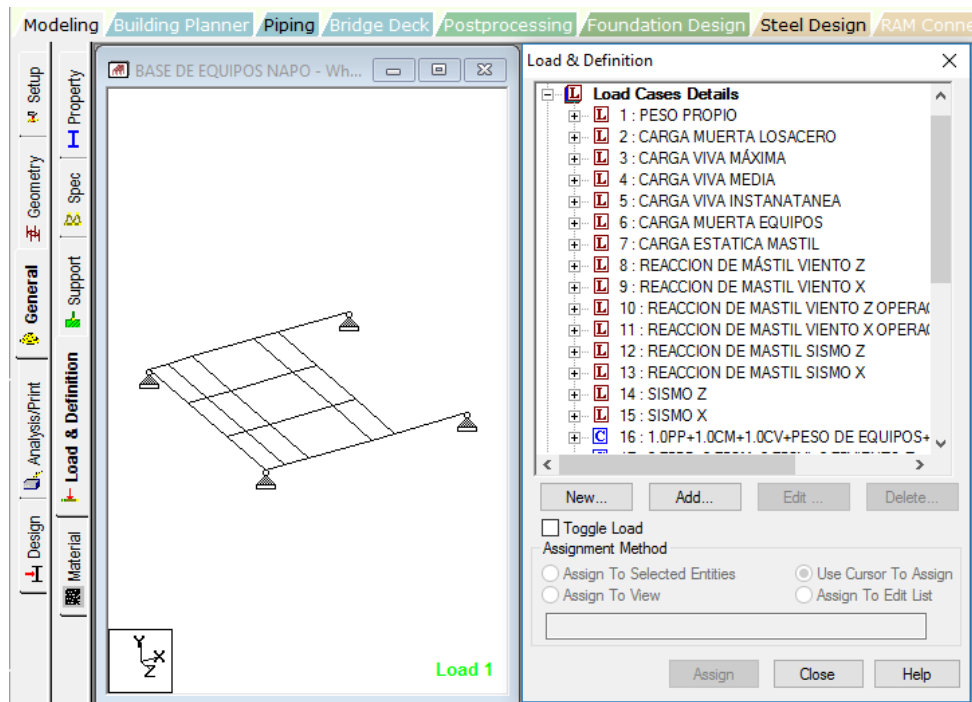 Modeling Building Planner Piping Bridge Deck Postprocessing Foundation Design Steel Design RAM Conne
Setup
Geometry
General
Analysis/Print
Design
Property
Spec
Support
Load & Definition
Material
BASE DE EQUIPOS NAPO - Wh...
Y
X
Z
Load 1
Load & Definition
Load Cases Details
1 : PESO PROPIO
2 : CARGA MUERTA LOSACERO
3 : CARGA VIVA MÁXIMA
4 : CARGA VIVA MEDIA
5 : CARGA VIVA INSTANATANEA
6 : CARGA MUERTA EQUIPOS
7 : CARGA ESTATICA MASTIL
8 : REACCION DE MÁSTIL VIENTO Z
9 : REACCION DE MASTIL VIENTO X
10 : REACCION DE MASTIL VIENTO Z OPERA
11 : REACCION DE MASTIL VIENTO X OPERA
12 : REACCION DE MASTIL SISMO Z
13 : REACCION DE MASTIL SISMO X
14 : SISMO Z
15 : SISMO X
16 : 1.0PP+1.0CM+1.0CV+PESO DE EQUIPOS+
New... Add... Edit ... Delete...
Toggle Load
Assignment Method
Assign To Selected Entities Use Cursor To Assign
Assign To View Assign To Edit List
Assign Close Help